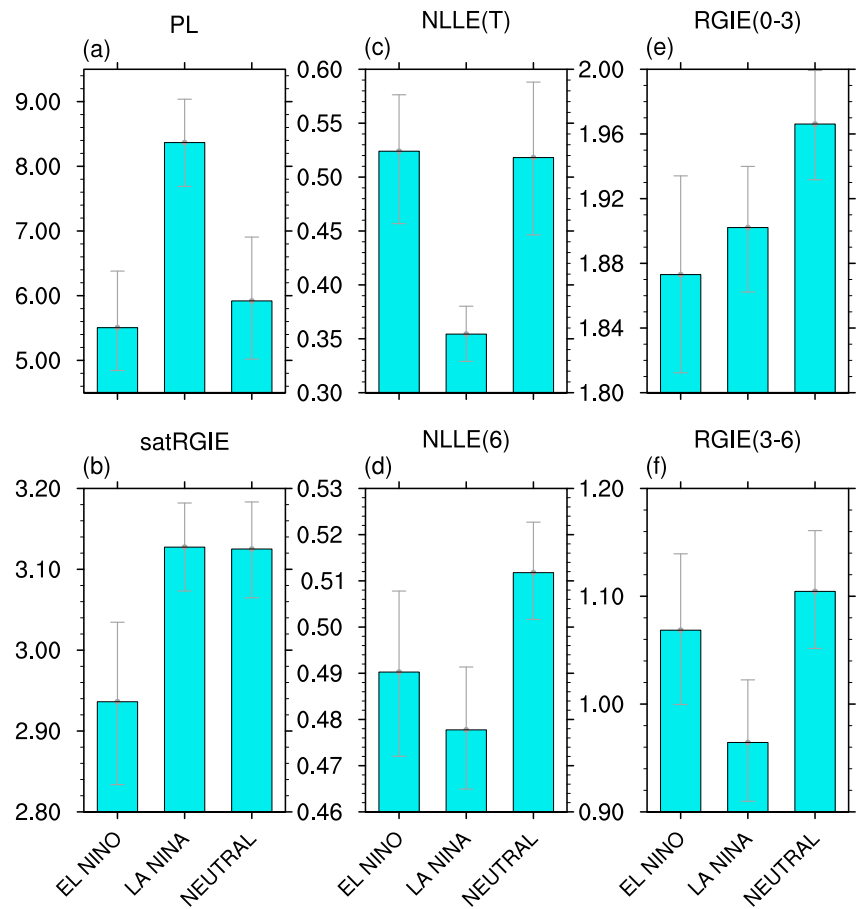 PL
(a)
9.00
8.00
7.00
6.00
5.00
NLLE(T)
(c)
0.60
0.55
0.50
0.45
0.40
0.35
0.30
RGIE(0-3)
(e)
2.00
1.96
1.92
1.88
1.84
1.80
satRGIE
(b)
3.20
3.10
3.00
2.90
2.80
EL NINO
LA NINA
NEUTRAL
NLLE(6)
(d)
0.53
0.52
0.51
0.50
0.49
0.48
0.47
0.46
EL NINO
LA NINA
NEUTRAL
RGIE(3-6)
(f)
1.20
1.10
1.00
0.90
EL NINO
LA NINA
NEUTRAL